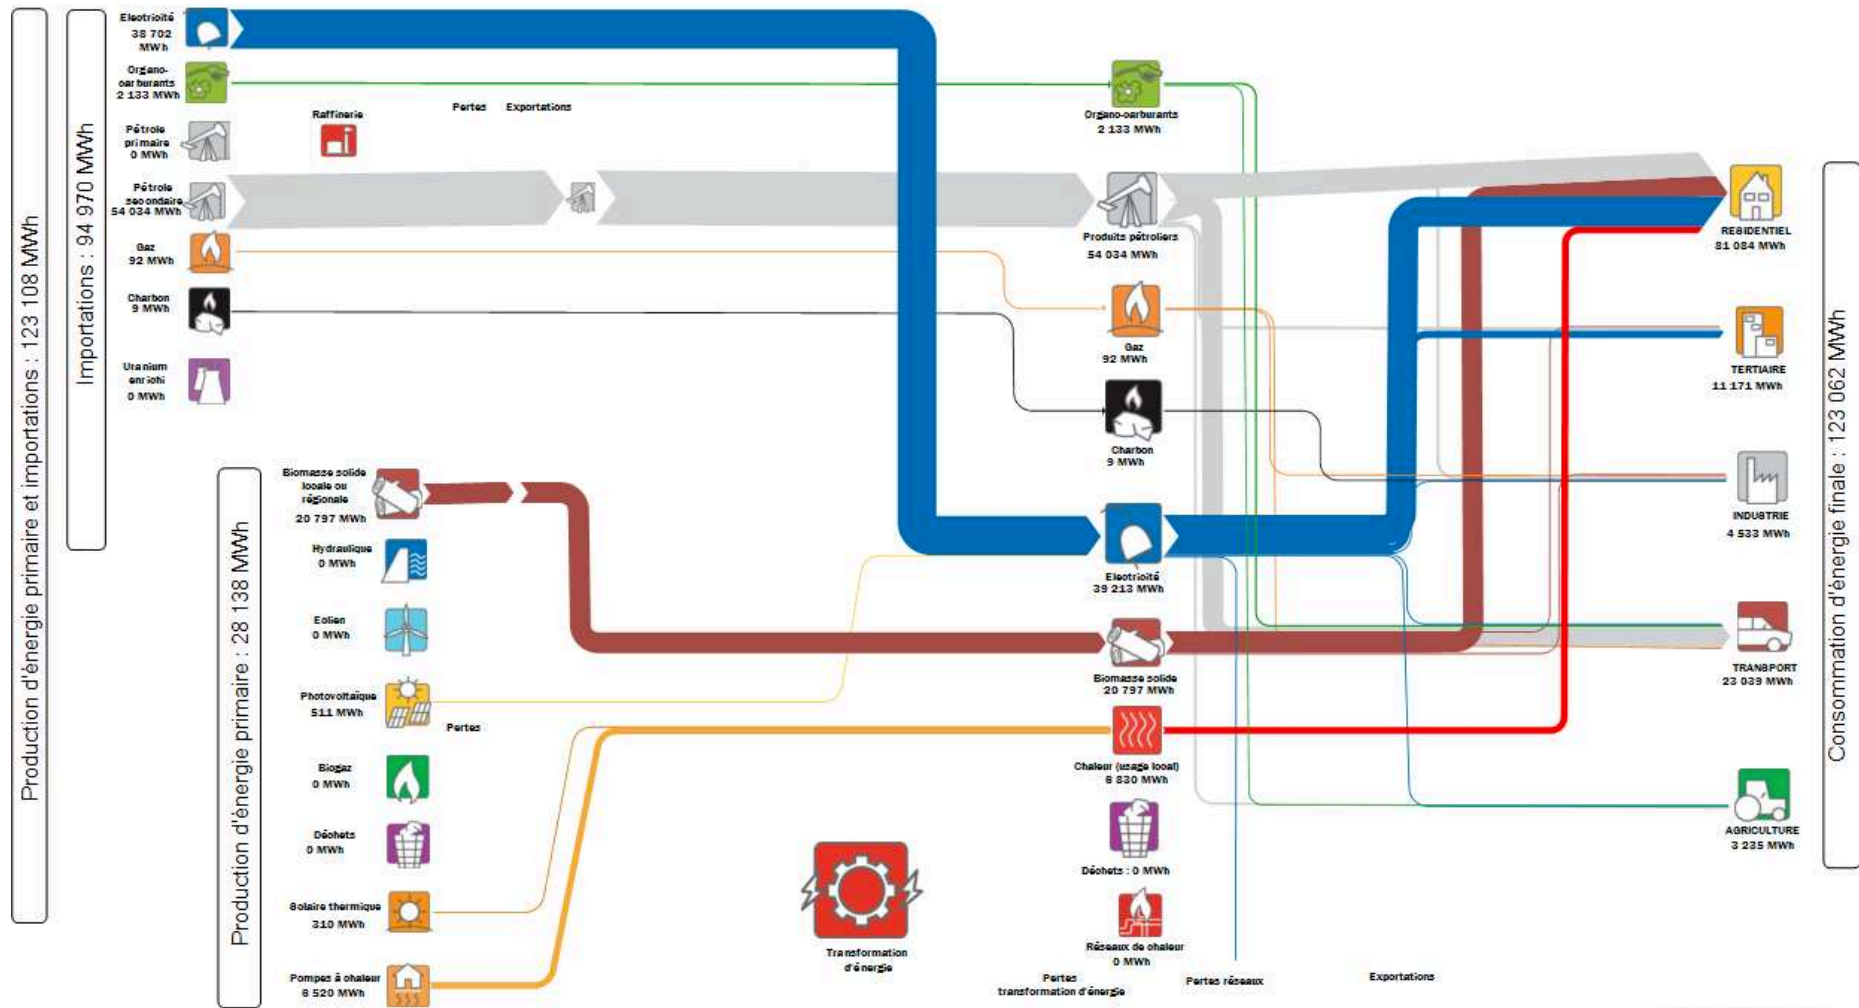 Production d'énergie primaire et importations : 123 108 MWh
Importations : 94 970 MWh
Electricité
38 702
MWh
Organo-
carburants
2 133 MWh
Pétrole
primaire
0 MWh
Pétrole
secondaire
54 034 MWh
Gaz
92 MWh
Charbon
9 MWh
Uranium
enrichi
0 MWh
Raffinerie
Pertes
Exportations
Production d'énergie primaire : 28 138 MWh
Biomasse solide
locale ou
régionale
20 797 MWh
Hydraulique
0 MWh
Eolien
0 MWh
Photovoltaïque
511 MWh
Pertes
Biogaz
0 MWh
Déchets
0 MWh
Solaire thermique
310 MWh
Pompes à chaleur
6 520 MWh
Transformation
d'énergie
Organo-carburants
2 133 MWh
Produits pétroliers
54 034 MWh
Gaz
92 MWh
Charbon
9 MWh
Electricité
39 213 MWh
Biomasse solide
20 797 MWh
Chaleur (usage local)
6 830 MWh
Déchets : 0 MWh
Réseaux de chaleur
0 MWh
Pertes
transformation d'énergie
Pertes réseaux
Exportations
RESIDENTIEL
81 084 MWh
TERTIAIRE
11 171 MWh
INDUSTRIE
4 533 MWh
TRANSPORT
23 039 MWh
AGRICULTURE
3 235 MWh
Consommation d'énergie finale : 123 062 MWh